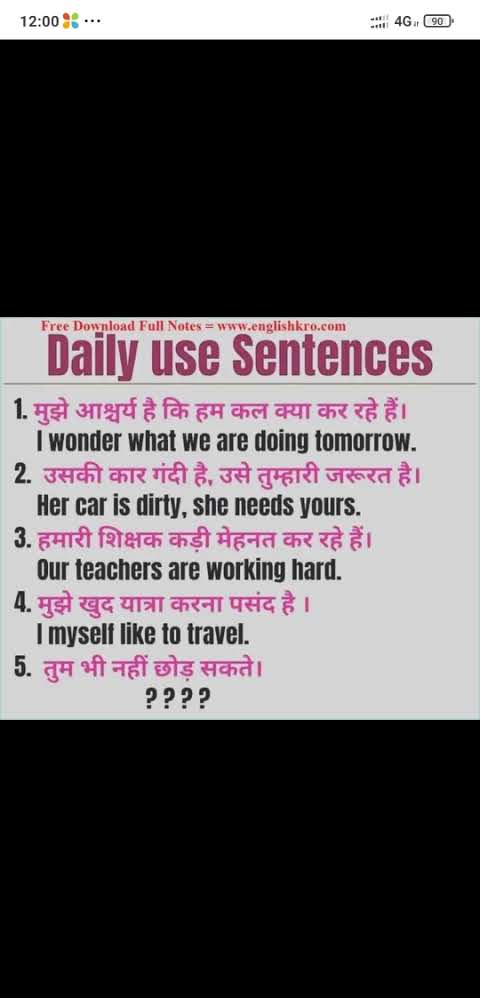 12:00 ... 4G 90
Free Download Full Notes = www.englishkro.com
Daily use Sentences
1. मुझे आश्चर्य है कि हम कल क्या कर रहे हैं।
I wonder what we are doing tomorrow.
2. उसकी कार गंदी है, उसे तुम्हारी जरूरत है।
Her car is dirty, she needs yours.
3. हमारी शिक्षक कड़ी मेहनत कर रहे हैं।
Our teachers are working hard.
4. मुझे खुद यात्रा करना पसंद है ।
I myself like to travel.
5. तुम भी नहीं छोड़ सकते।
????